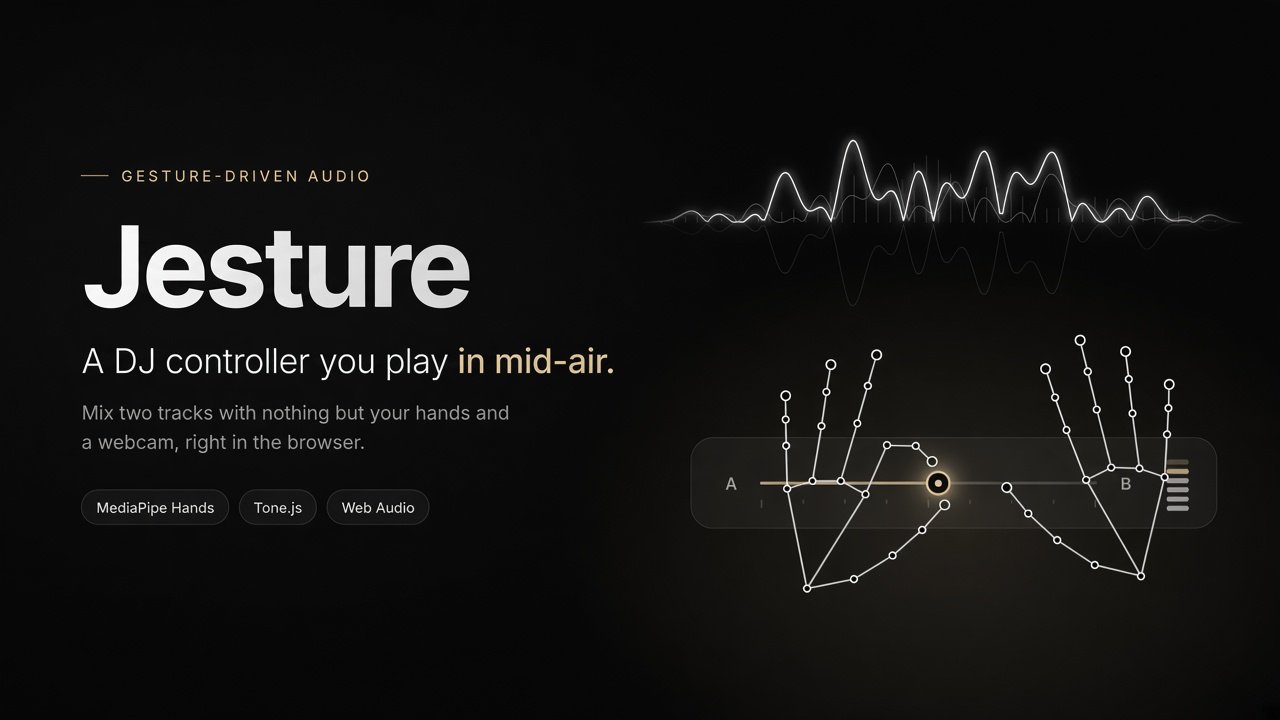 GESTURE-DRIVEN AUDIO
Jesture
A DJ controller you play in mid-air.
Mix two tracks with nothing but your hands and
a webcam, right in the browser.
MediaPipe Hands
Tone.js
Web Audio
A
B